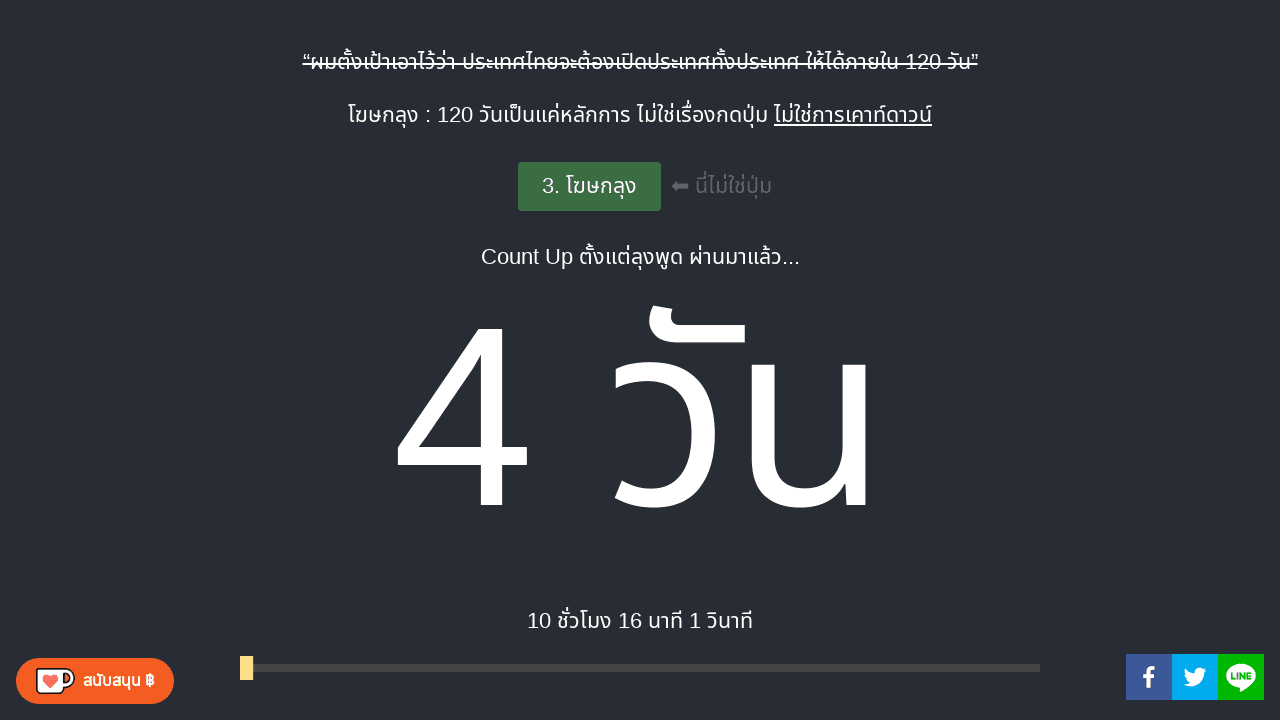 “ผมตั้งเป้าเอาไว้ว่า ประเทศไทยจะต้องเปิดประเทศทั้งประเทศ ให้ได้ภายใน 120 วัน”
โฆษกลุง : 120 วันเป็นแค่หลักการ ไม่ใช่เรื่องกดปุ่ม ไม่ใช่การเคาท์ดาวน์
3. โฆษกลุง ⬅ นี่ไม่ใช่ปุ่ม
Count Up ตั้งแต่ลุงพูด ผ่านมาแล้ว...
4 วัน
10 ชั่วโมง 16 นาที 1 วินาที
สนับสนุน ฿
LINE